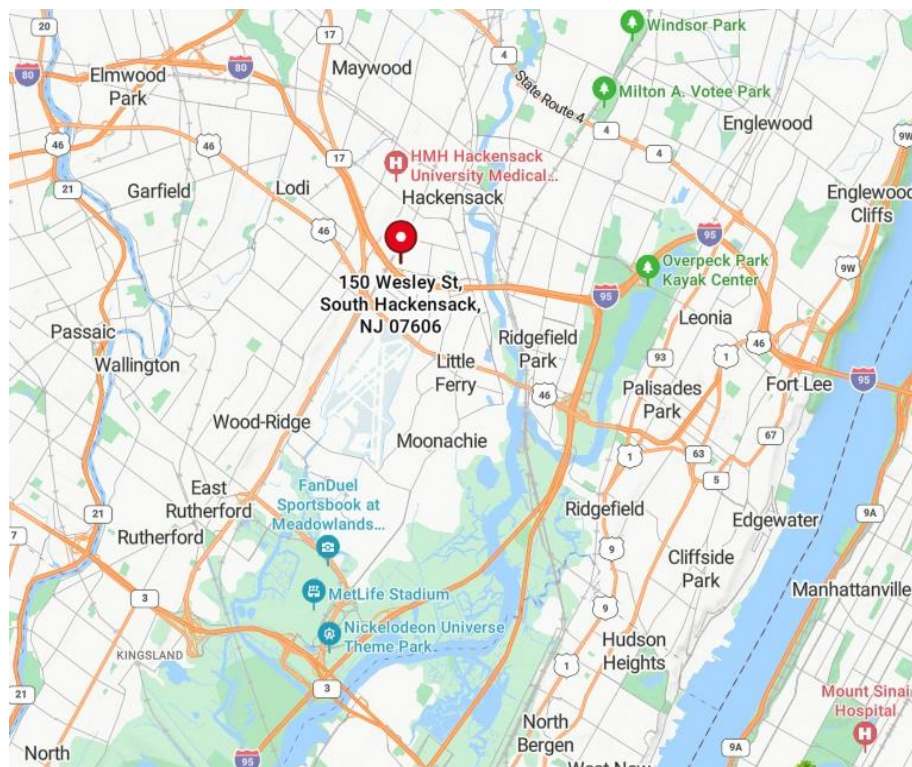 20
17
Windsor Park
4
80
Elmwood
Park
80
Maywood
State Route 4
Milton A. Votee Park
4
Englewood
46
46
17
HMH Hackensack
University Medical...
4
9W
21
Garfield
Lodi
Hackensack
Englewood
Cliffs
46
95
150 Wesley St,
South Hackensack,
NJ 07606
Overpeck Park
Kayak Center
9W
95
Leonia
Passaic
Wallington
Ridgefield
Park
Little
Ferry
93
1
46
46
Palisades
Park
Fort Lee
95
Wood-Ridge
Moonachie
67
1
63
5
East
Rutherford
FanDuel
Sportsbook at
Meadowlands...
Ridgefield
Edgewater
9A
21
7
Rutherford
9
Cliffside
Park
3
MetLife Stadium
9
Manhattanville
KINGSLAND
Nickelodeon Universe
Theme Park
Hudson
Heights
1
21
3
Mount Sinai
Hospital
North
95
North
Bergen
9A